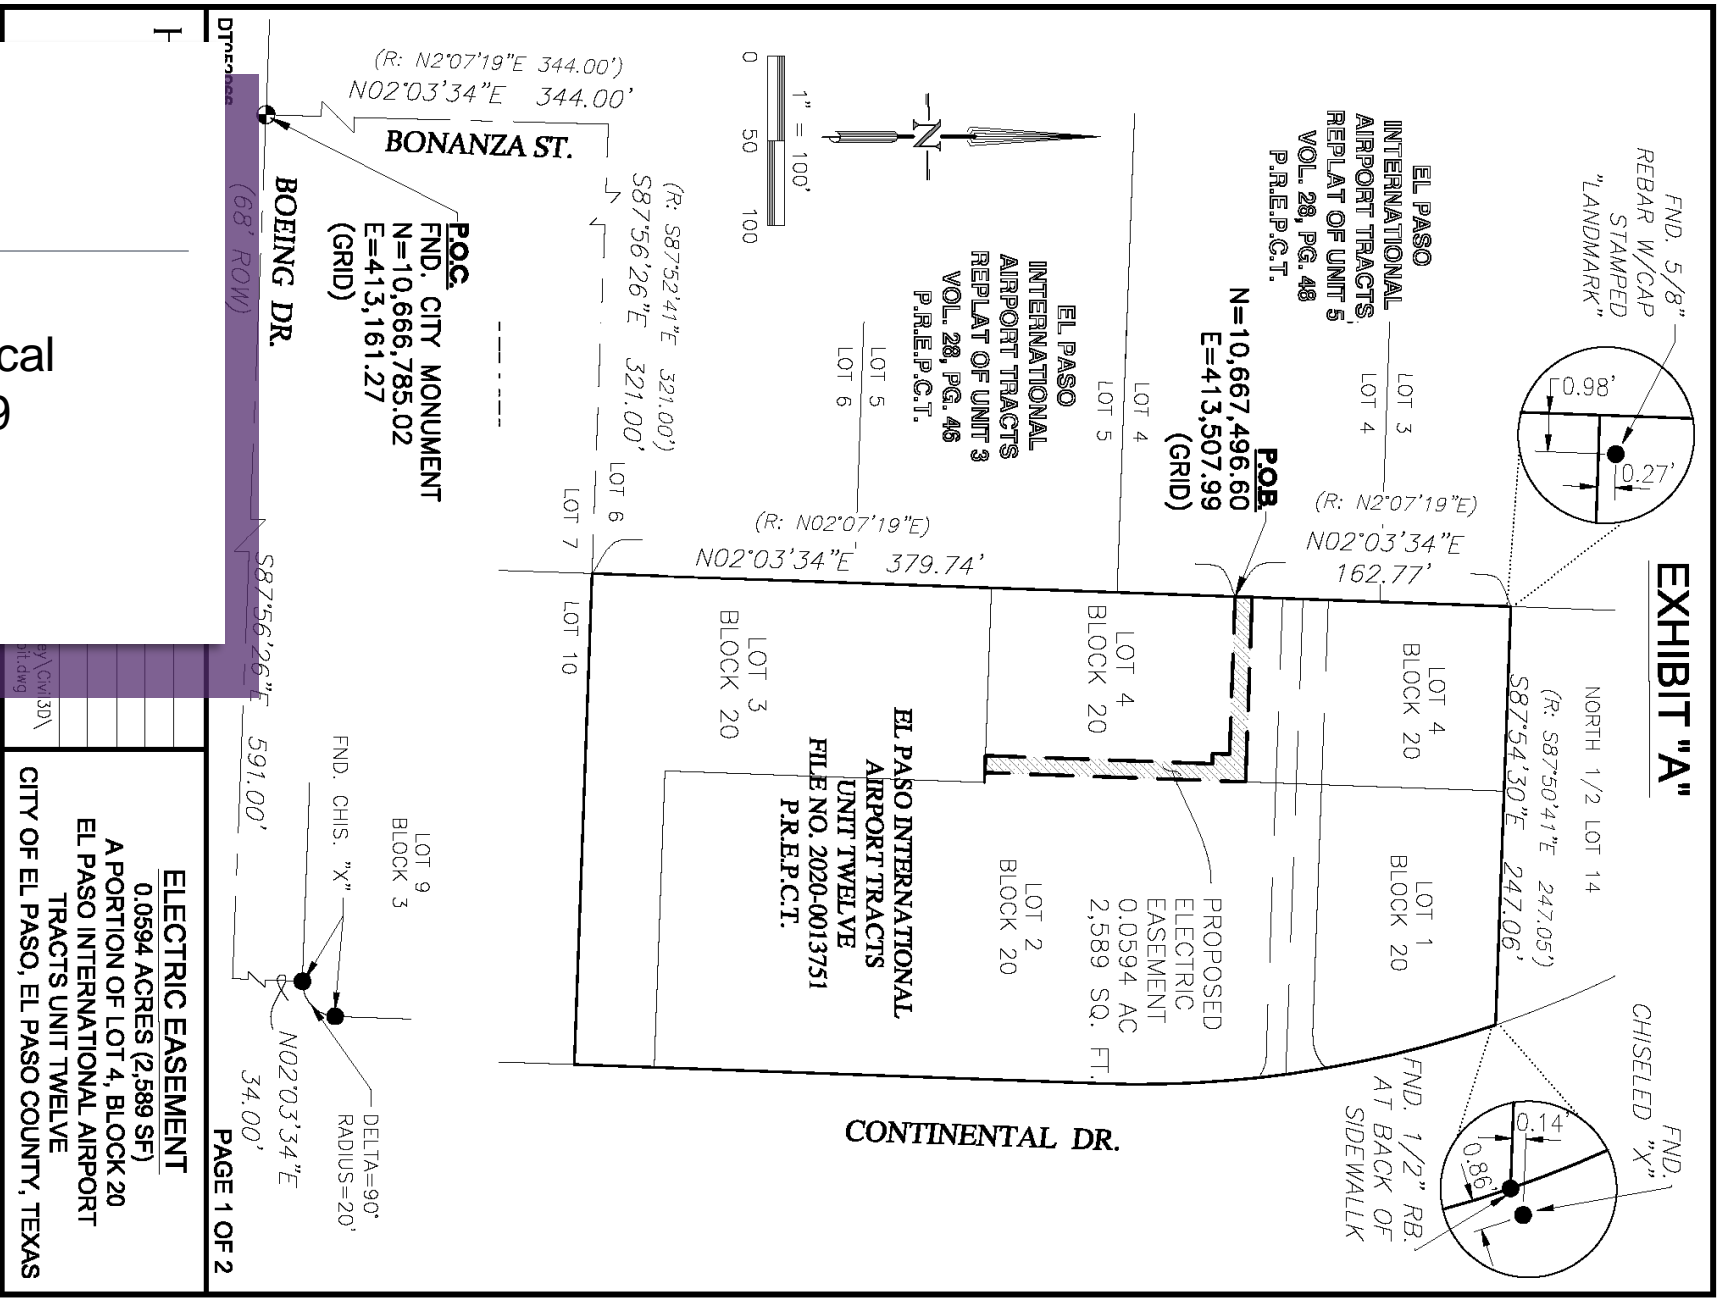 EXHIBIT "A"
FND. 5/8"
REBAR W/CAP
STAMPED
"LANDMARK"
0.98'
0.27'
NORTH 1/2 LOT 14
(R: S87°50'41"E 247.05')
S87°54'30"E 247.06'
FND.
CHISELED "X"
0.14'
0.86'
FND. 1/2" RB.
AT BACK OF
SIDEWALLK
EL PASO
INTERNATIONAL
AIRPORT TRACTS
REPLAT OF UNIT 5
VOL. 28, PG. 48
P.R.E.P.C.T.
LOT 3
LOT 4
(R: N2°07'19"E)
N02°03'34"E
162.77'
LOT 4
BLOCK 20
LOT 1
BLOCK 20
P.O.B.
N=10,667,496.60
E=413,507.99
(GRID)
LOT 4
LOT 5
PROPOSED
ELECTRIC
EASEMENT
0.0594 AC
2,589 SQ. FT.
LOT 4
BLOCK 20
LOT 2
BLOCK 20
CONTINENTAL DR.
EL PASO
INTERNATIONAL
AIRPORT TRACTS
REPLAT OF UNIT 3
VOL. 28, PG. 46
P.R.E.P.C.T.
LOT 5
LOT 6
(R: N02°07'19"E)
N02°03'34"E 379.74'
EL PASO INTERNATIONAL
AIRPORT TRACTS
UNIT TWELVE
FILE NO. 2020-0013751
P.R.E.P.C.T.
LOT 3
BLOCK 20
N
1" = 100'
0 50 100
(R: S87°52'41"E 321.00')
S87°56'26"E 321.00'
LOT 6
LOT 7
LOT 10
(R: N2°07'19"E 344.00')
N02°03'34"E 344.00'
BONANZA ST.
P.O.C.
FND. CITY MONUMENT
N=10,666,785.02
E=413,161.27
(GRID)
BOEING DR.
(68' ROW)
S87°56'26"E 591.00'
LOT 9
BLOCK 3
FND. CHIS. "X"
DELTA=90°
RADIUS=20'
N02°03'34"E
34.00'
PAGE 1 OF 2
ELECTRIC EASEMENT
0.0594 ACRES (2,589 SF)
A PORTION OF LOT 4, BLOCK 20
EL PASO INTERNATIONAL AIRPORT
TRACTS UNIT TWELVE
CITY OF EL PASO, EL PASO COUNTY, TEXAS
ey\Civil3D\
bit.dwg
cal
9